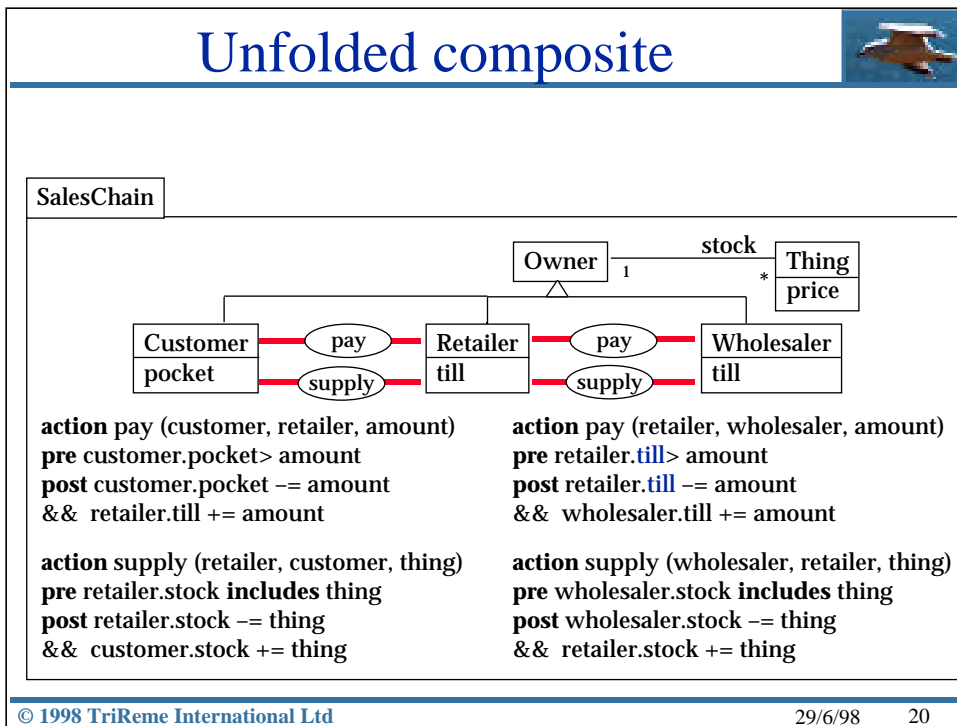 Unfolded composite
SalesChain
Owner
1
stock
*
Thing
price
Customer
pocket
pay
supply
Retailer
till
pay
supply
Wholesaler
till
action pay (customer, retailer, amount)
pre customer.pocket> amount
post customer.pocket –= amount
&& retailer.till += amount
action supply (retailer, customer, thing)
pre retailer.stock includes thing
post retailer.stock –= thing
&& customer.stock += thing
action pay (retailer, wholesaler, amount)
pre retailer.till> amount
post retailer.till –= amount
&& wholesaler.till += amount
action supply (wholesaler, retailer, thing)
pre wholesaler.stock includes thing
post wholesaler.stock –= thing
&& retailer.stock += thing
© 1998 TriReme International Ltd
29/6/98 20